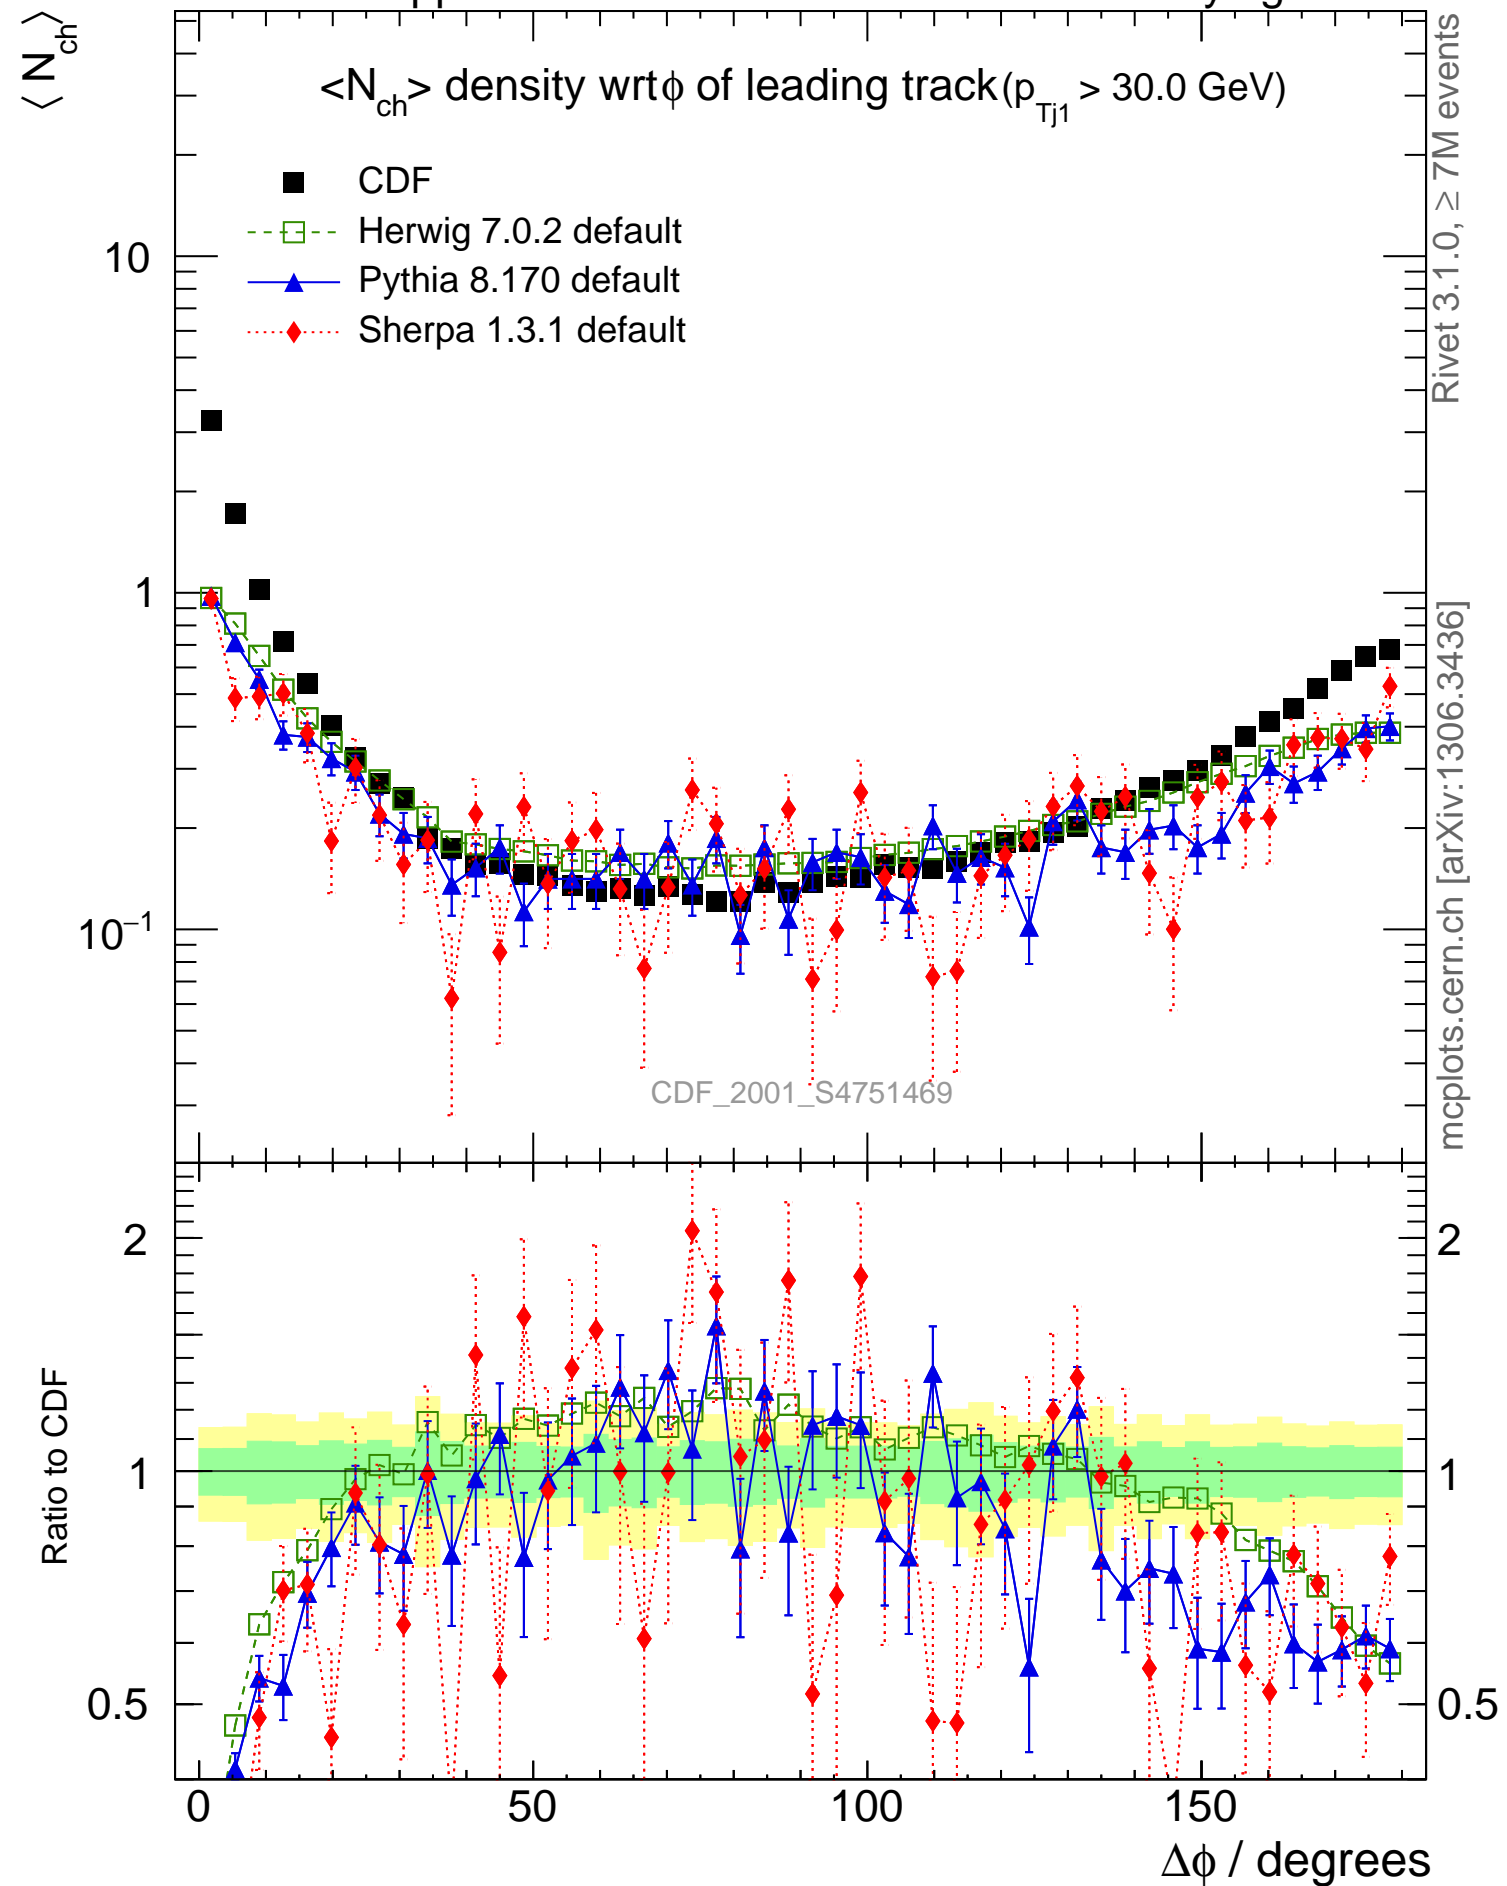 ⟨ N_ch ⟩
<N_ch> density wrt ϕ of leading track (p_Tj1 > 30.0 GeV)
CDF
Herwig 7.0.2 default
Pythia 8.170 default
Sherpa 1.3.1 default
10
1
10^−1
CDF_2001_S4751469
Rivet 3.1.0, ≥ 7M events
mcplots.cern.ch [arXiv:1306.3436]
Ratio to CDF
2
1
0.5
2
1
0.5
0 50 100 150
Δϕ / degrees